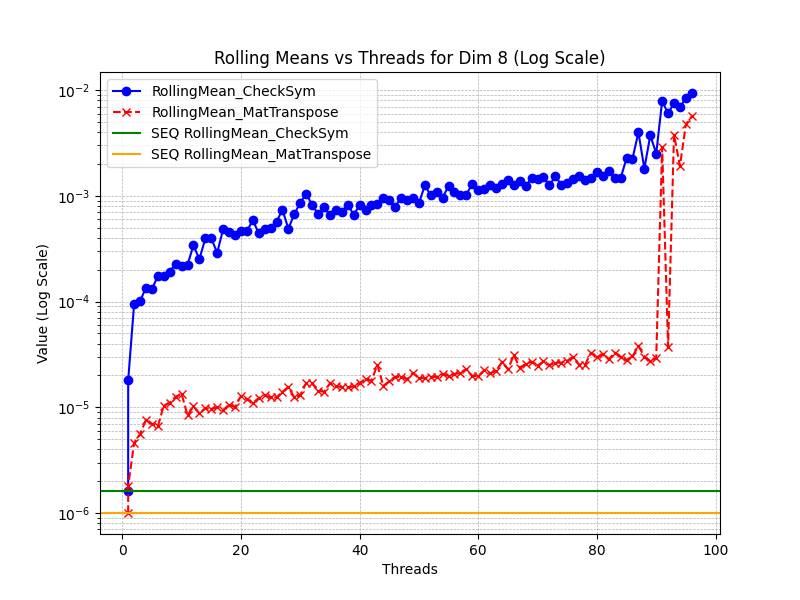 Rolling Means vs Threads for Dim 8 (Log Scale)
RollingMean_CheckSym
RollingMean_MatTranspose
SEQ RollingMean_CheckSym
SEQ RollingMean_MatTranspose
Value (Log Scale)
10⁻²
10⁻³
10⁻⁴
10⁻⁵
10⁻⁶
0 20 40 60 80 100
Threads